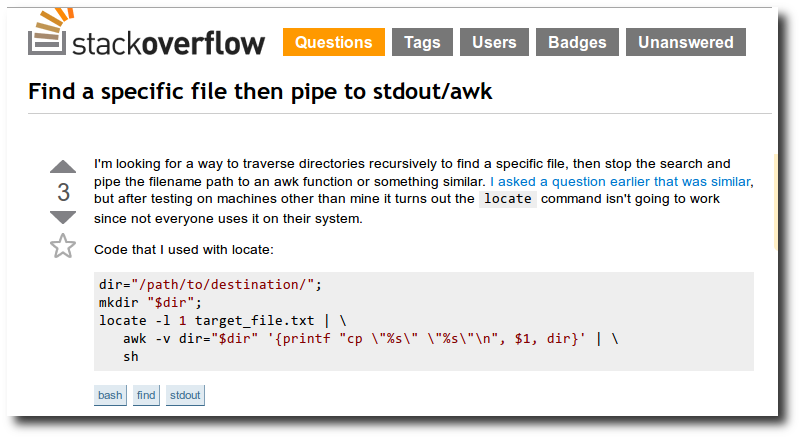 stackoverflow Questions Tags Users Badges Unanswered
Find a specific file then pipe to stdout/awk
I'm looking for a way to traverse directories recursively to find a specific file, then stop the search and
pipe the filename path to an awk function or something similar. I asked a question earlier that was similar,
3
but after testing on machines other than mine it turns out the locate command isn't going to work
since not everyone uses it on their system.
Code that I used with locate:
dir="/path/to/destination/";
mkdir "$dir";
locate -l 1 target_file.txt | \
awk -v dir="$dir" '{printf "cp \"%s\" \"%s\"\n", $1, dir}' | \
sh
bash find stdout